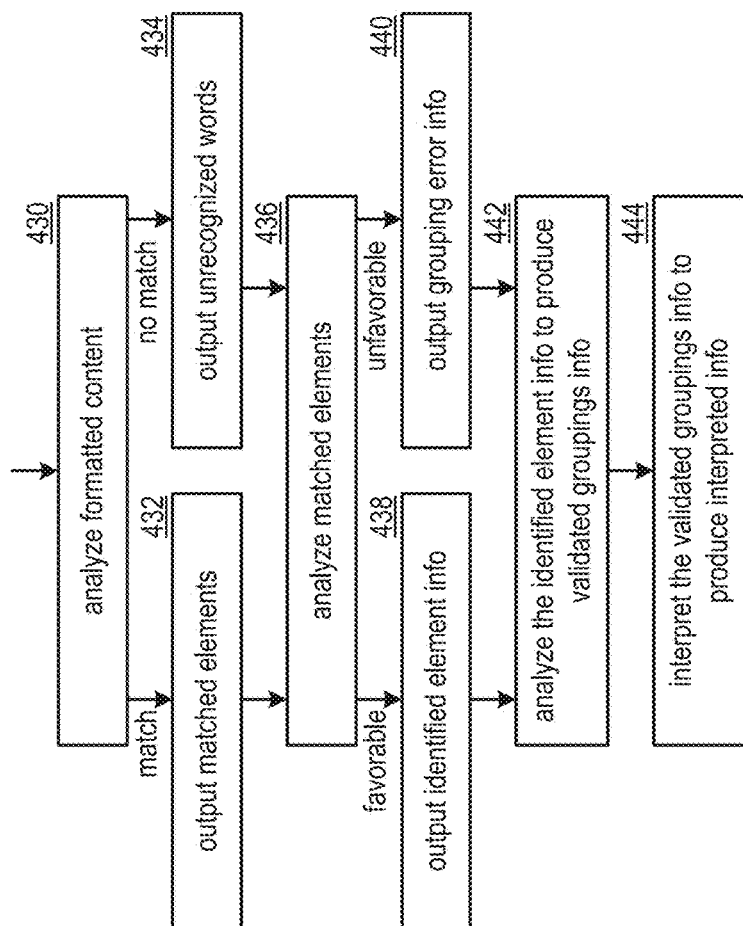 430
analyze formatted content
match
no match
432
output matched elements
434
output unrecognized words
436
analyze matched elements
favorable
unfavorable
438
output identified element info
440
output grouping error info
442
analyze the identified element info to produce
validated groupings info
444
interpret the validated groupings info to
produce interpreted info